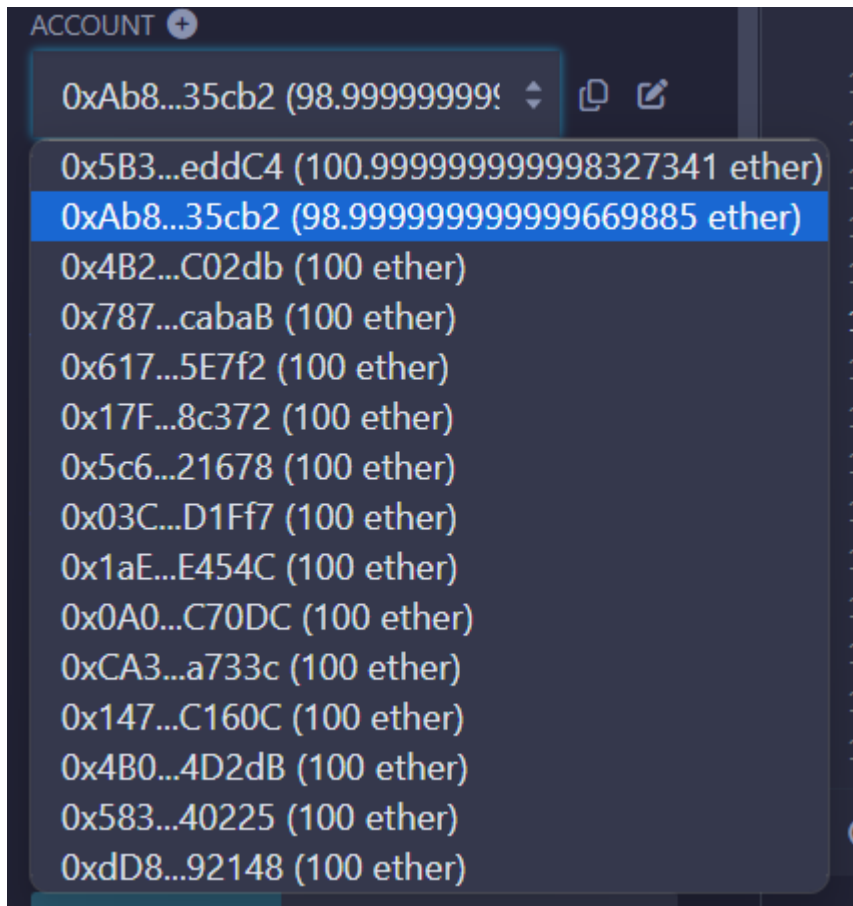 ACCOUNT
0xAb8...35cb2 (98.999999999
0x5B3...eddC4 (100.999999999998327341 ether)
0xAb8...35cb2 (98.999999999999669885 ether)
0x4B2...C02db (100 ether)
0x787...cabaB (100 ether)
0x617...5E7f2 (100 ether)
0x17F...8c372 (100 ether)
0x5c6...21678 (100 ether)
0x03C...D1Ff7 (100 ether)
0x1aE...E454C (100 ether)
0x0A0...C70DC (100 ether)
0xCA3...a733c (100 ether)
0x147...C160C (100 ether)
0x4B0...4D2dB (100 ether)
0x583...40225 (100 ether)
0xdD8...92148 (100 ether)